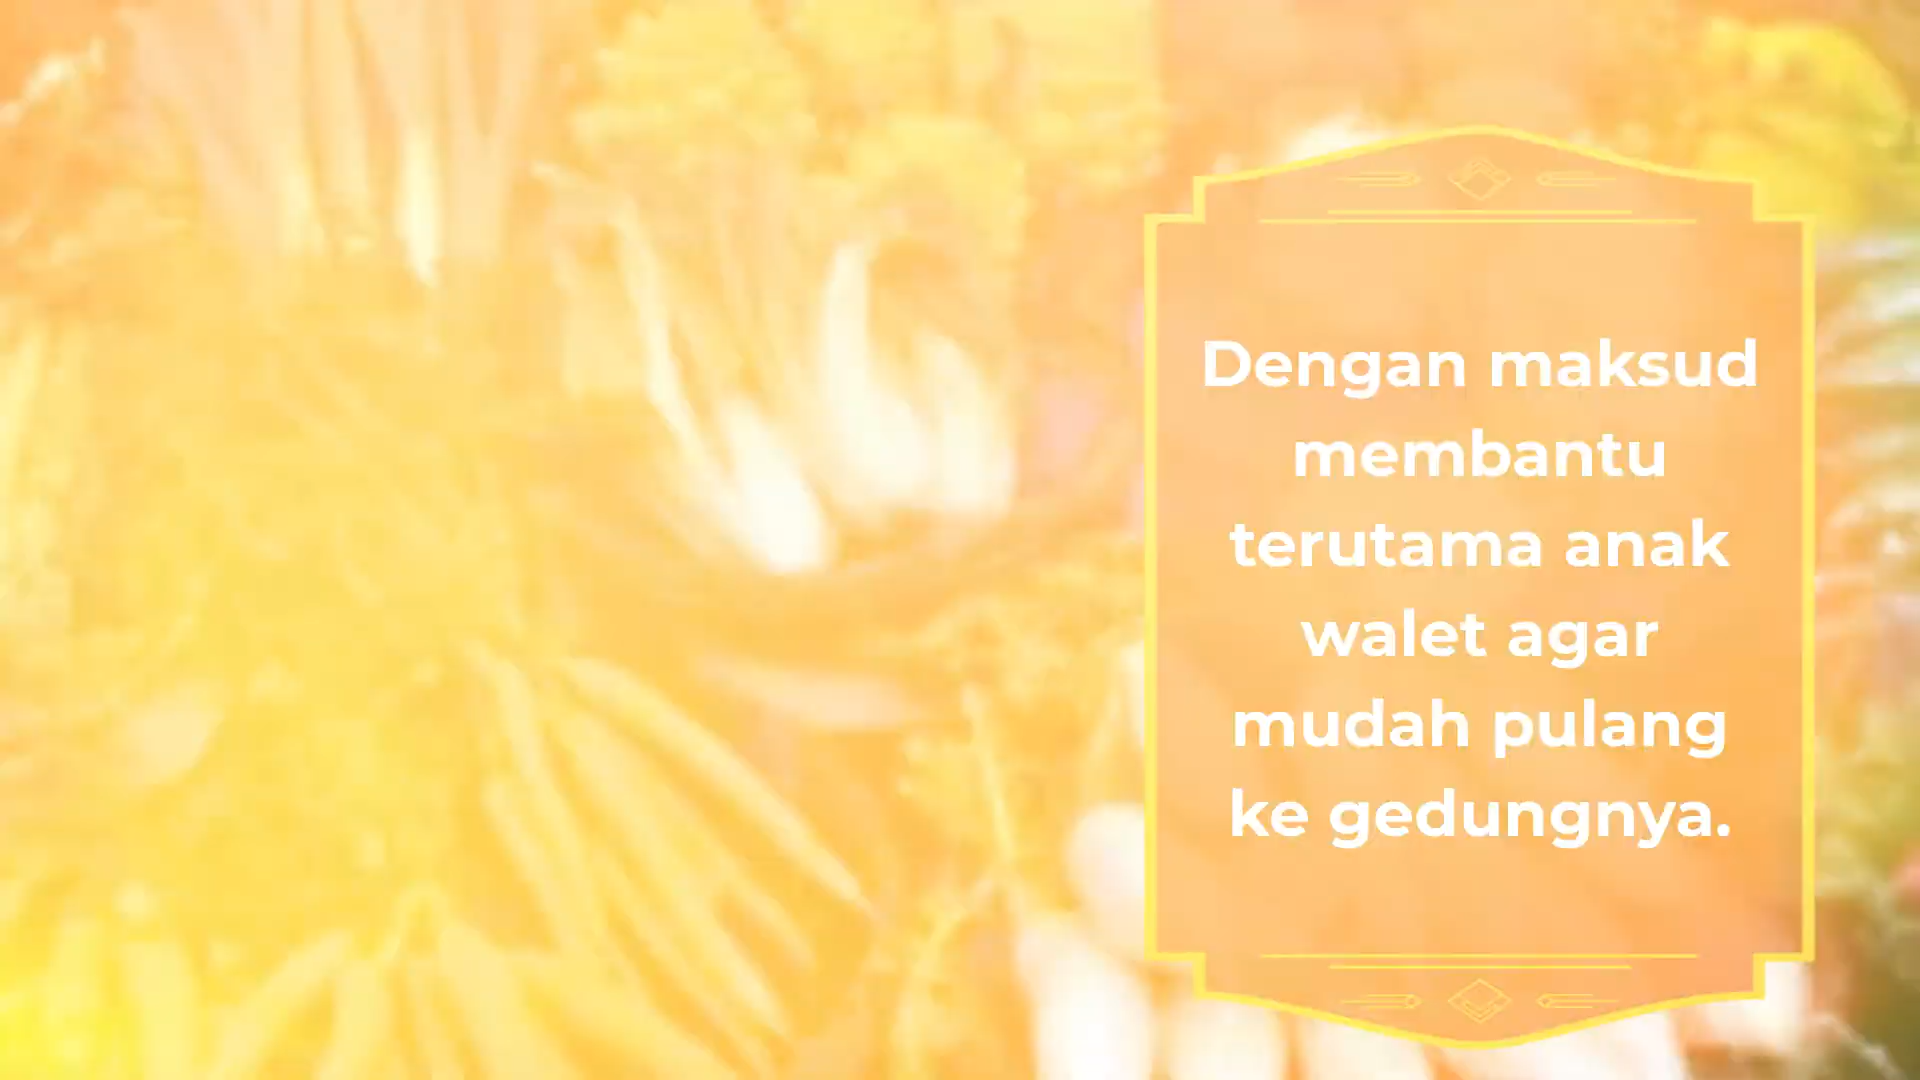 Dengan maksud
membantu
terutama anak
walet agar
mudah pulang
ke gedungnya.